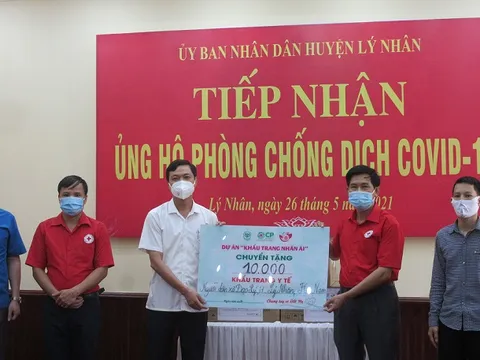 ỦY BAN NHÂN DÂN HUYỆN LÝ NHÂN
TIẾP NHẬN
ỦNG HỘ PHÒNG CHỐNG DỊCH COVID-1
Lý Nhân, ngày 26 tháng 5 năm 2021
CP
DỰ ÁN "KHẨU TRANG NHÂN ÁI"
CHUYỂN TẶNG
10.000
KHẨU TRANG Y TẾ